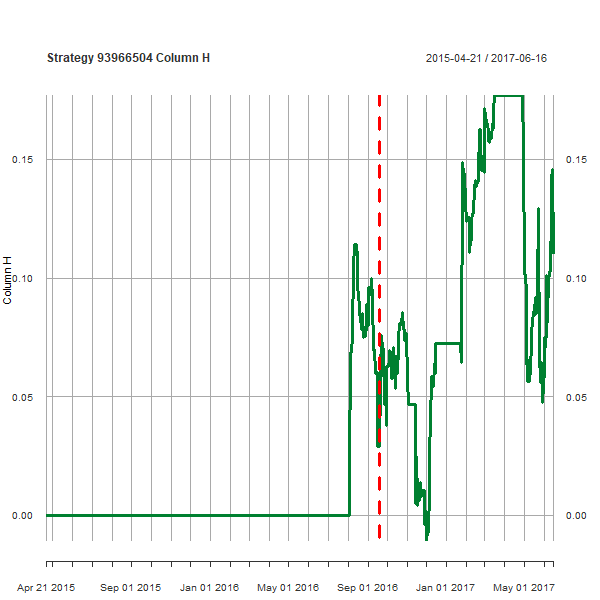 Strategy 93966504 Column H
2015-04-21 / 2017-06-16
0.15
0.15
0.10
0.10
Column H
0.05
0.05
0.00
0.00
Apr 21 2015
Sep 01 2015
Jan 01 2016
May 01 2016
Sep 01 2016
Jan 01 2017
May 01 2017